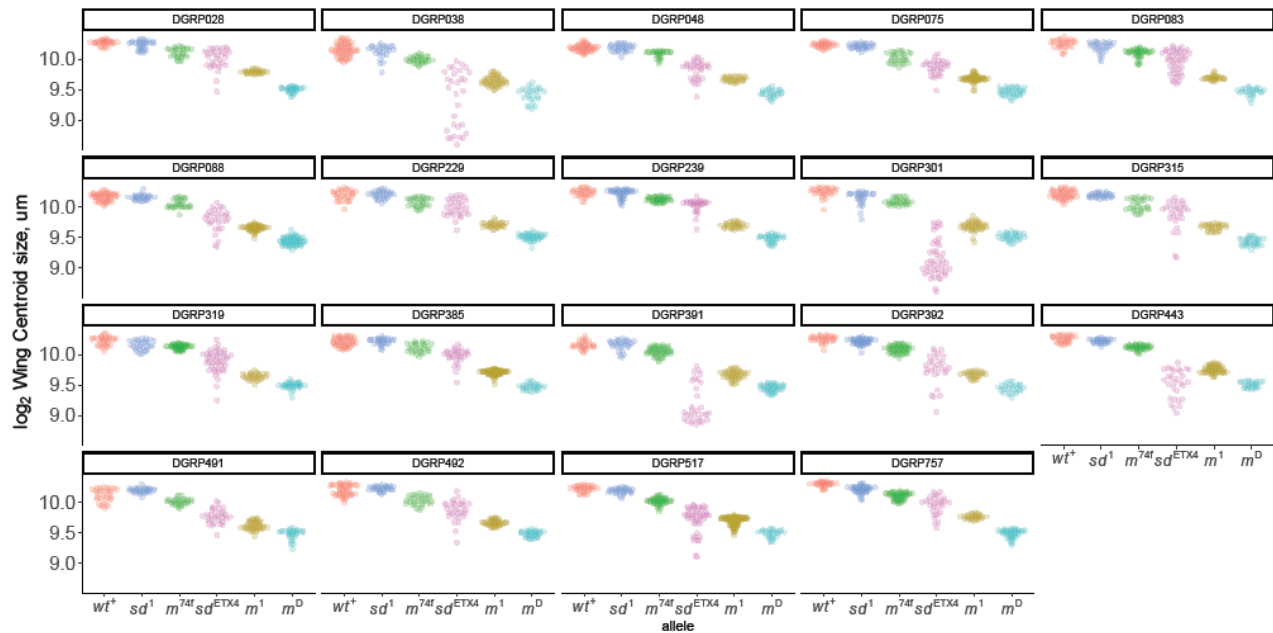 DGRP028 DGRP038 DGRP048 DGRP075 DGRP083
10.0
9.5
9.0
DGRP088 DGRP229 DGRP239 DGRP301 DGRP315
10.0
9.5
9.0
log2 Wing Centroid size, um
DGRP319 DGRP385 DGRP391 DGRP392 DGRP443
10.0
9.5
9.0
wt+ sd1 m74f sdETX4 m1 mD
DGRP491 DGRP492 DGRP517 DGRP757
10.0
9.5
9.0
wt+ sd1 m74f sdETX4 m1 mD wt+ sd1 m74f sdETX4 m1 mD wt+ sd1 m74f sdETX4 m1 mD wt+ sd1 m74f sdETX4 m1 mD
allele